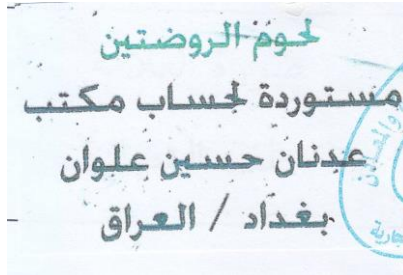 لحوم الروضتين
مستوردة لحساب مكتب
عدنان حسين علوان
بغداد / العراق